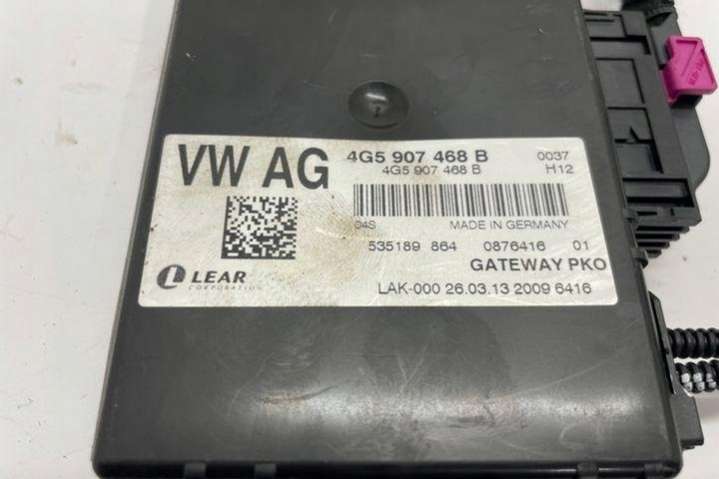 VW AG
4G5 907 468 B 0037
4G5 907 468 B H12
04S MADE IN GERMANY
535189 864 0876416 01
LEAR
CORPORATION
GATEWAY PKO
LAK-000 26.03.13 2009 6416